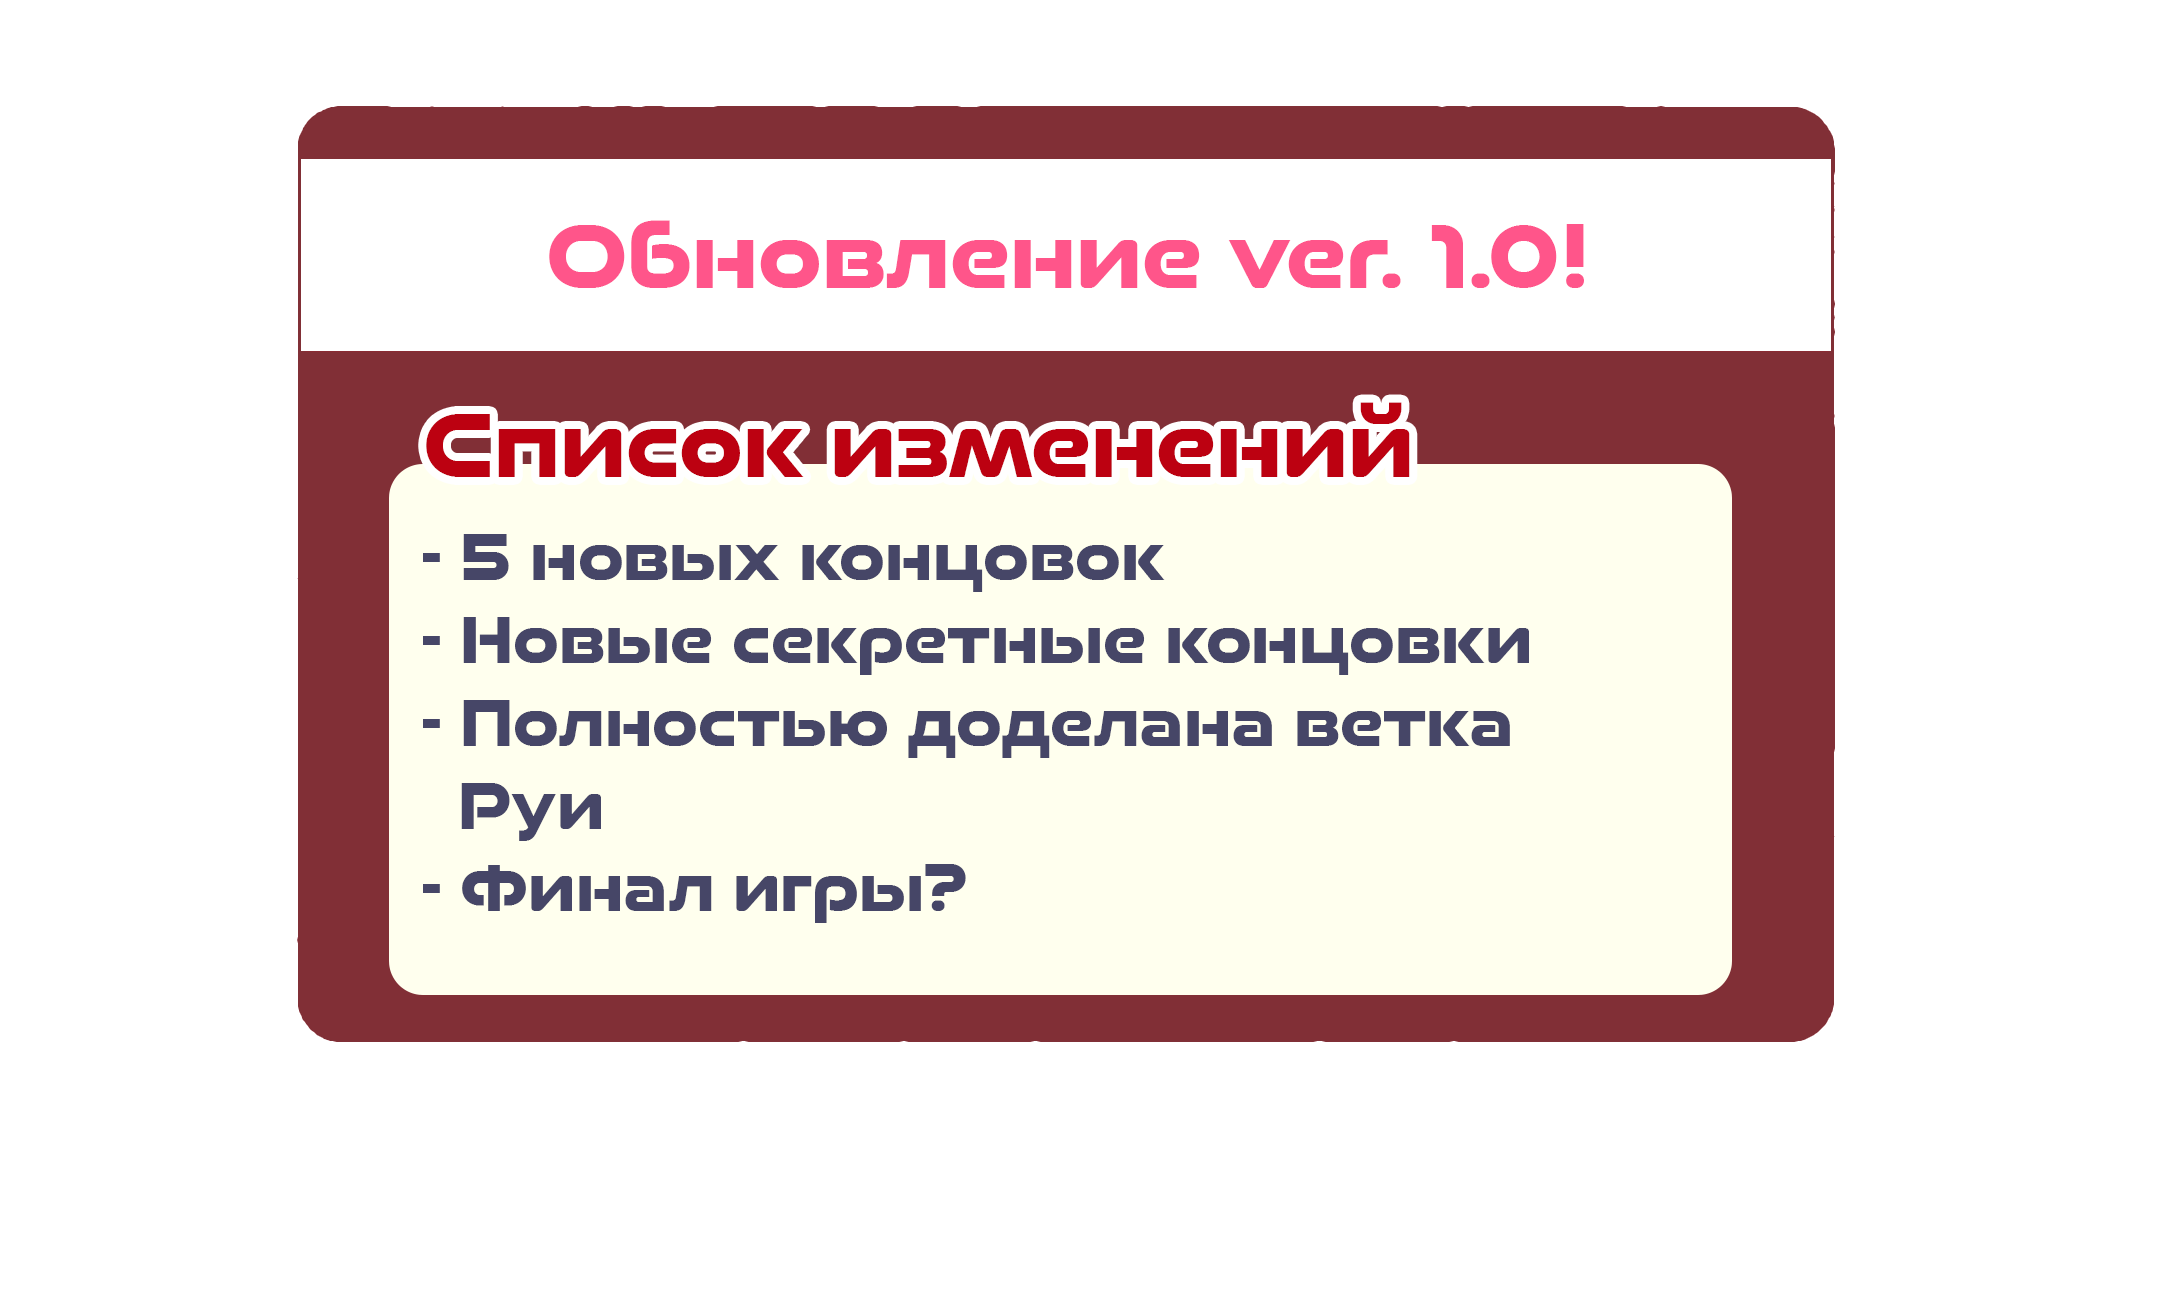 Обновление ver. 1.0!
Список изменений
- 5 новых концовок
- Новые секретные концовки
- Полностью доделана ветка
Руи
- Финал игры?